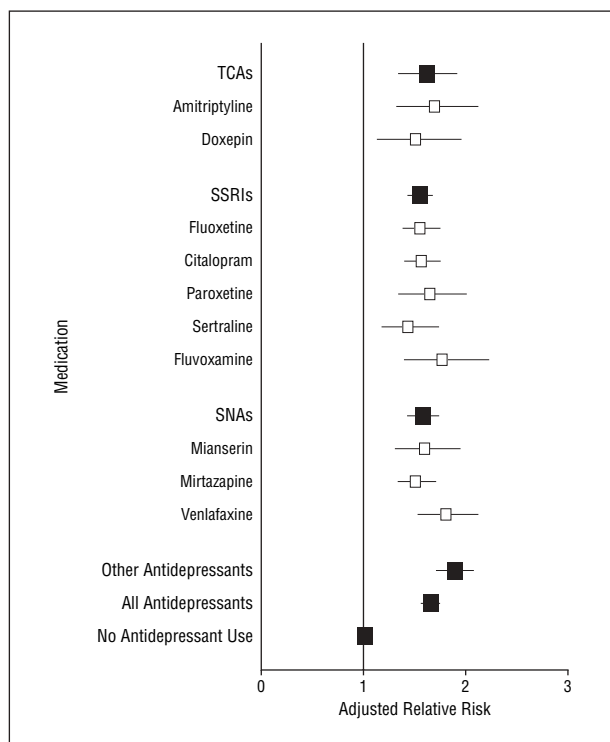 Medication
TCAs
Amitriptyline
Doxepin
SSRIs
Fluoxetine
Citalopram
Paroxetine
Sertraline
Fluvoxamine
SNAs
Mianserin
Mirtazapine
Venlafaxine
Other Antidepressants
All Antidepressants
No Antidepressant Use
0 1 2 3
Adjusted Relative Risk